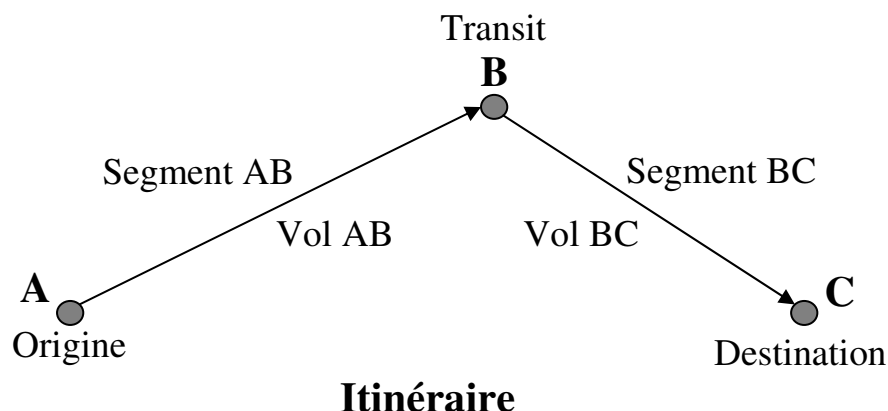 Transit
B
Segment AB
Segment BC
Vol AB
Vol BC
A
C
Origine
Destination
Itinéraire